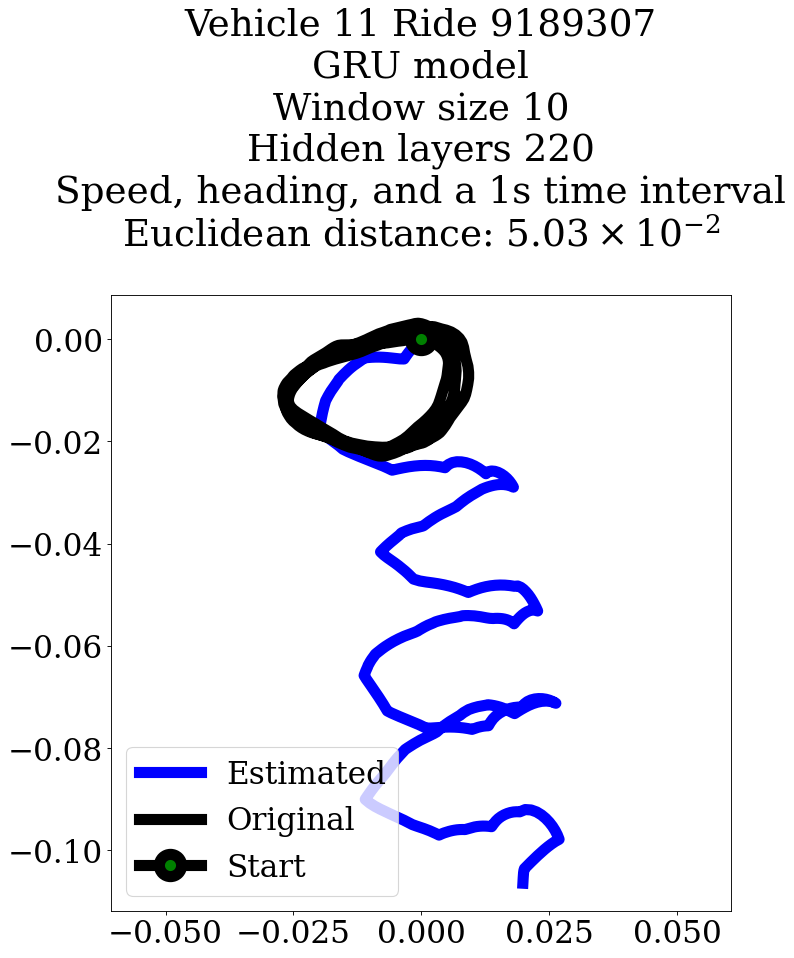 Vehicle 11 Ride 9189307
GRU model
Window size 10
Hidden layers 220
Speed, heading, and a 1s time interval
Euclidean distance: 5.03 × 10⁻²
0.00
−0.02
−0.04
−0.06
−0.08
−0.10
Estimated
Original
Start
−0.050 −0.025 0.000 0.025 0.050